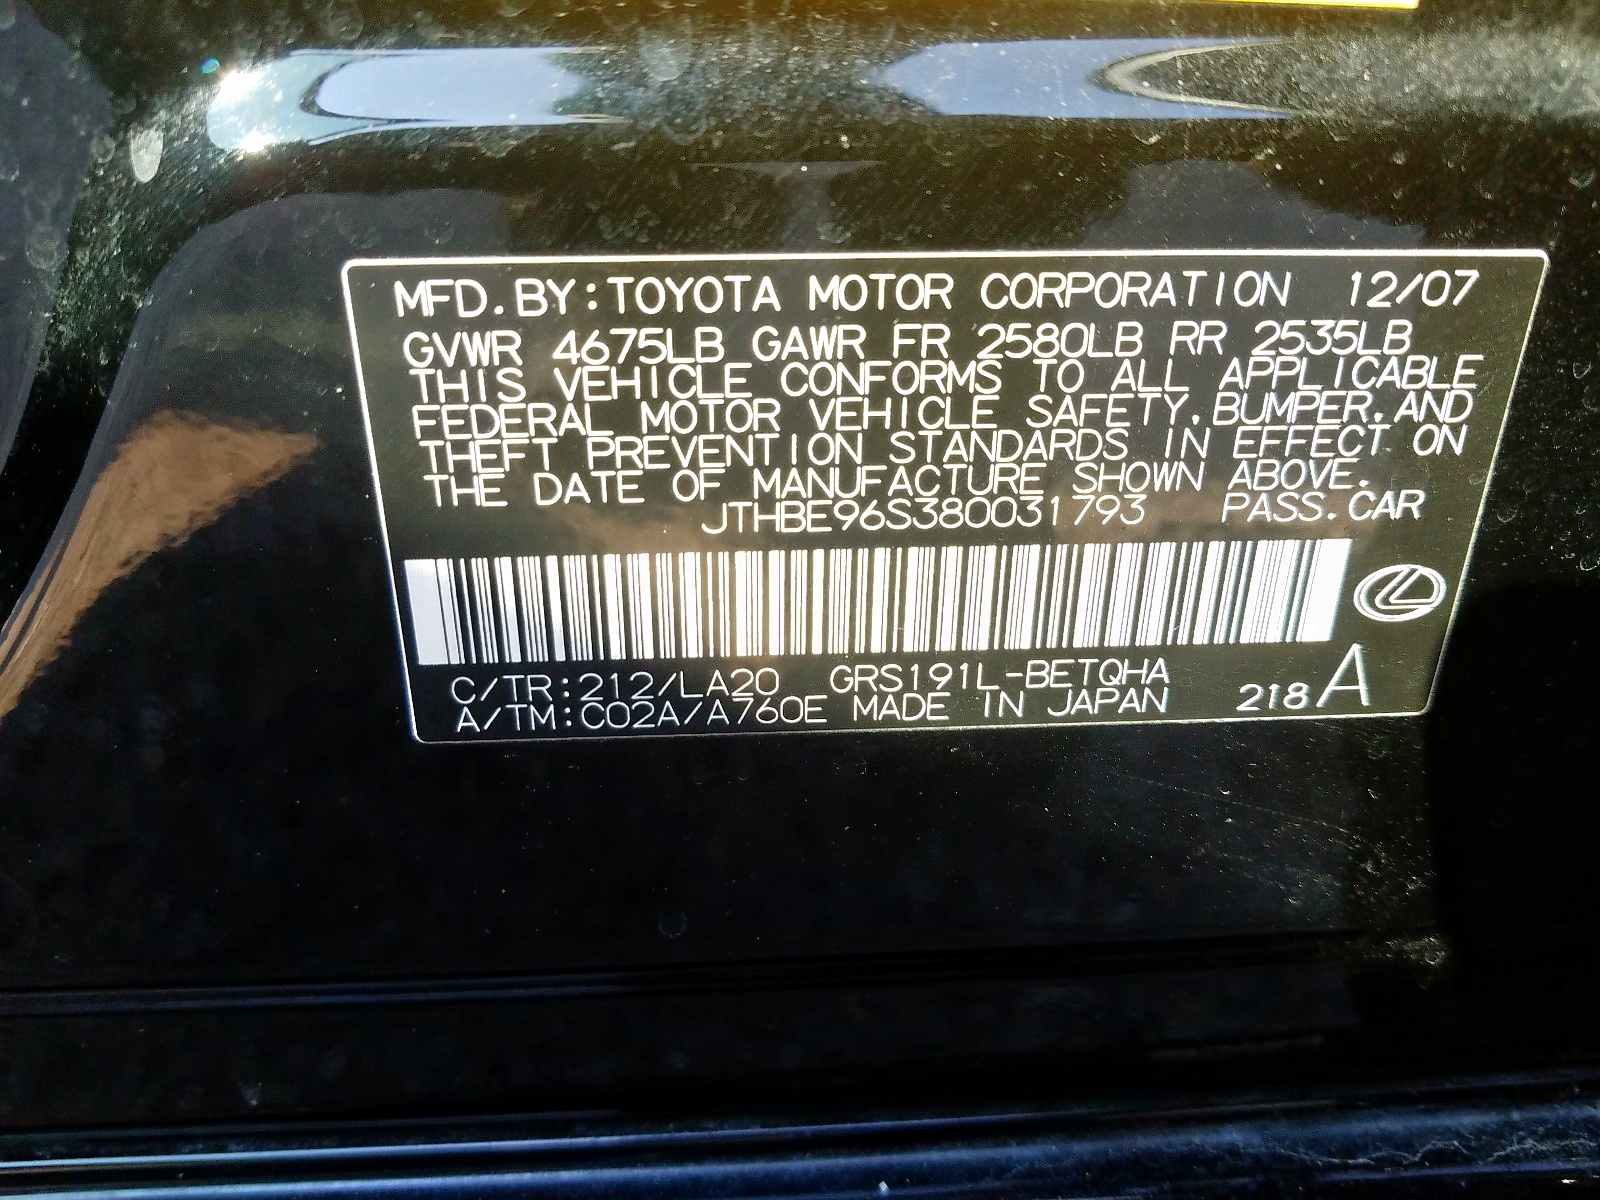 MFD. BY: TOYOTA MOTOR CORPORATION 12/07
GVWR 4675LB GAWR FR 2580LB RR 2535LB
THIS VEHICLE CONFORMS TO ALL APPLICABLE
FEDERAL MOTOR VEHICLE SAFETY, BUMPER, AND
THEFT PREVENTION STANDARDS IN EFFECT ON
THE DATE OF MANUFACTURE SHOWN ABOVE.
JTHBE96S380031793 PASS. CAR
C/TR: 212/LA20 GRS191L-BETQHA
A/TM: C02A/A760E MADE IN JAPAN 218 A